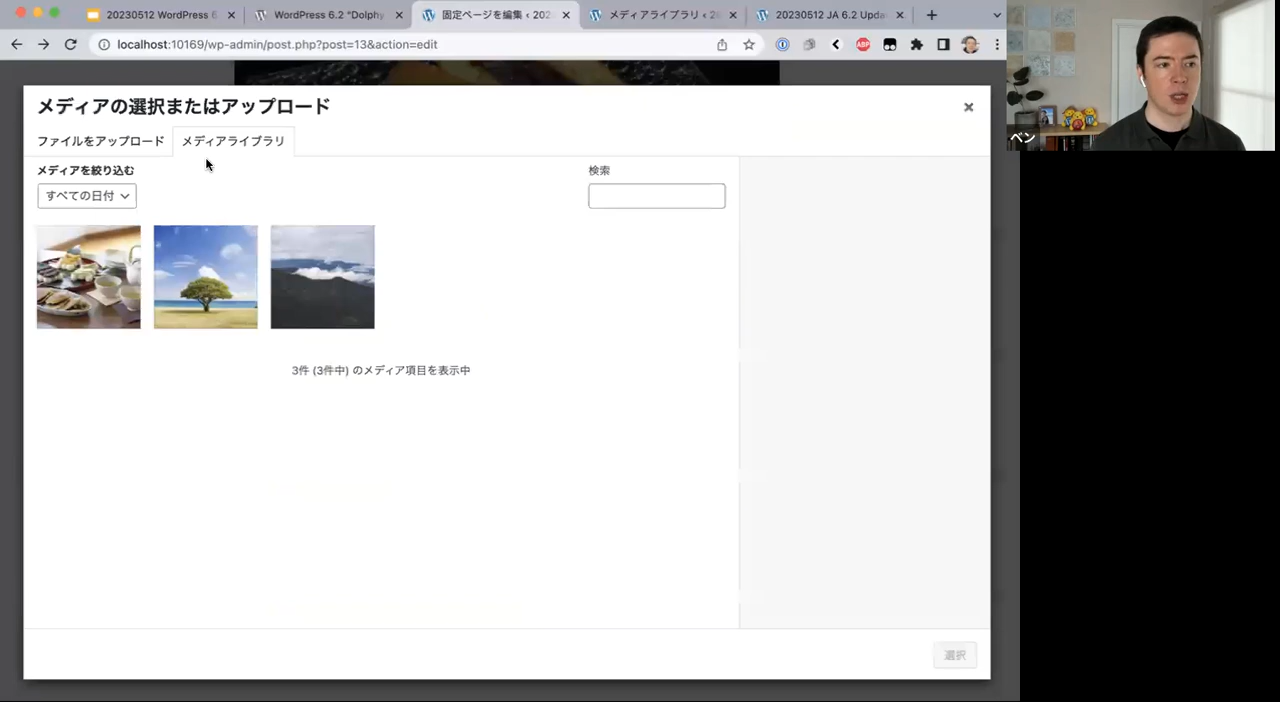 20230512 WordPress 6
WordPress 6.2 "Dolphy
固定ページを編集 ‹ 202
メディアライブラリ ‹ 2
20230512 JA 6.2 Upda
localhost:10169/wp-admin/post.php?post=13&action=edit
ABP
ベン
メディアの選択またはアップロード
ファイルをアップロード
メディアライブラリ
メディアを絞り込む
検索
すべての日付
3件 (3件中) のメディア項目を表示中
選択